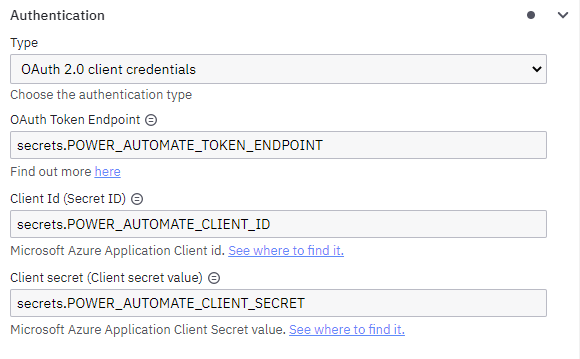 Authentication
Type
OAuth 2.0 client credentials
Choose the authentication type
OAuth Token Endpoint
secrets.POWER_AUTOMATE_TOKEN_ENDPOINT
Find out more here
Client Id (Secret ID)
secrets.POWER_AUTOMATE_CLIENT_ID
Microsoft Azure Application Client id. See where to find it.
Client secret (Client secret value)
secrets.POWER_AUTOMATE_CLIENT_SECRET
Microsoft Azure Application Client Secret value. See where to find it.